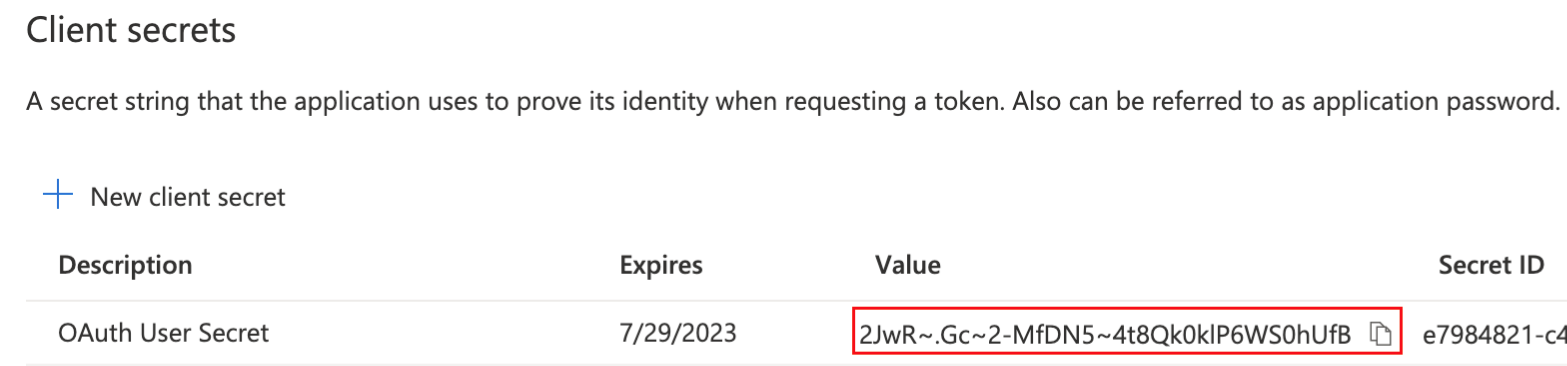 Client secrets
A secret string that the application uses to prove its identity when requesting a token. Also can be referred to as application password.
New client secret
Description Expires Value Secret ID
OAuth User Secret 7/29/2023 2JwR~.Gc~2-MfDN5~4t8Qk0klP6WS0hUfB e7984821-c4